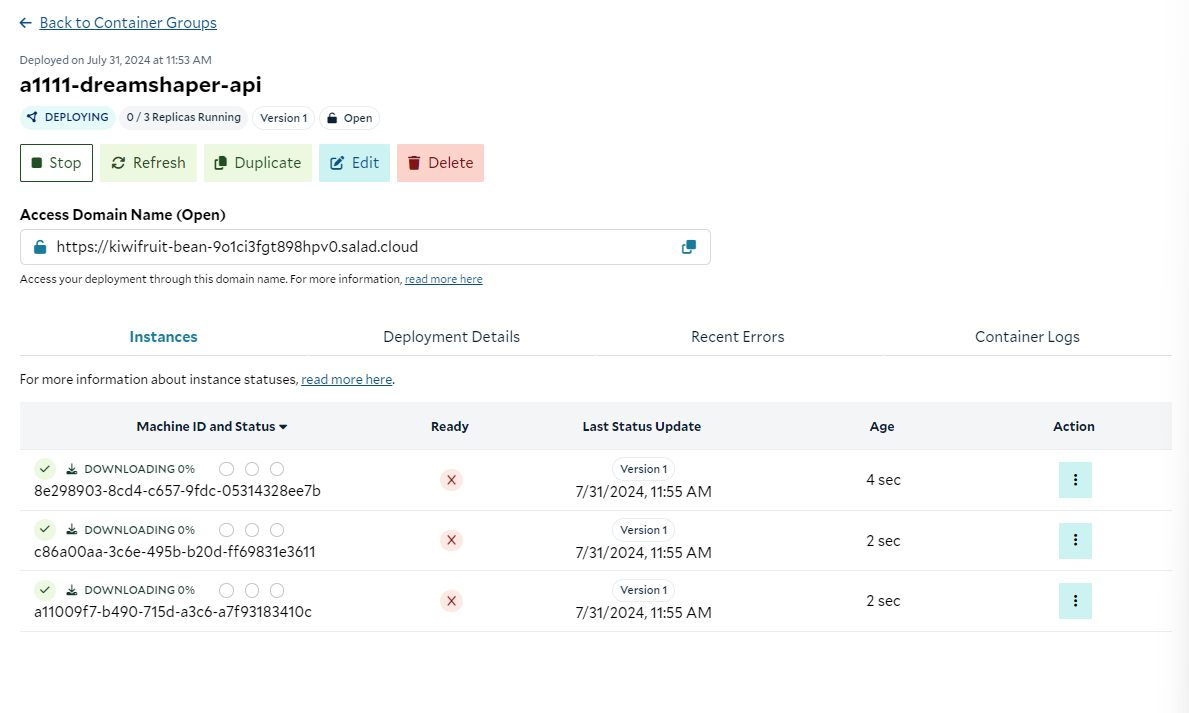 Back to Container Groups
Deployed on July 31, 2024 at 11:53 AM
a1111-dreamshaper-api
DEPLOYING 0 / 3 Replicas Running Version 1 Open
Stop Refresh Duplicate Edit Delete
Access Domain Name (Open)
https://kiwifruit-bean-9o1ci3fgt898hpv0.salad.cloud
Access your deployment through this domain name. For more information, read more here
Instances Deployment Details Recent Errors Container Logs
For more information about instance statuses, read more here.
Machine ID and Status Ready Last Status Update Age Action
DOWNLOADING 0% Version 1
8e298903-8cd4-c657-9fdc-05314328ee7b X 7/31/2024, 11:55 AM 4 sec
DOWNLOADING 0% Version 1
c86a00aa-3c6e-495b-b20d-ff69831e3611 X 7/31/2024, 11:55 AM 2 sec
DOWNLOADING 0% Version 1
a11009f7-b490-715d-a3c6-a7f93183410c X 7/31/2024, 11:55 AM 2 sec